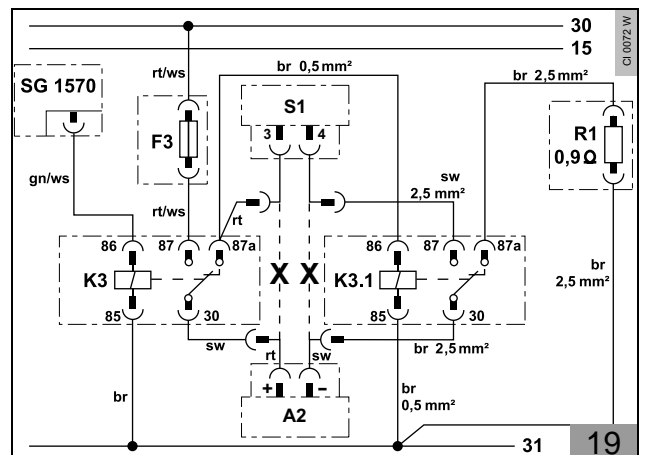 30
15
CI 0072 W
SG 1570
rt/ws
br 0,5 mm²
br 2,5 mm²
S1
F3
3
4
R1
0,9 Ω
gn/ws
sw
2,5 mm²
rt/ws
rt
86
87
87a
86
87
87a
K3
X
X
K3.1
br
2,5 mm²
85
30
85
30
sw
rt
sw
br 2,5 mm²
+
−
br
br
0,5 mm²
A2
31
19